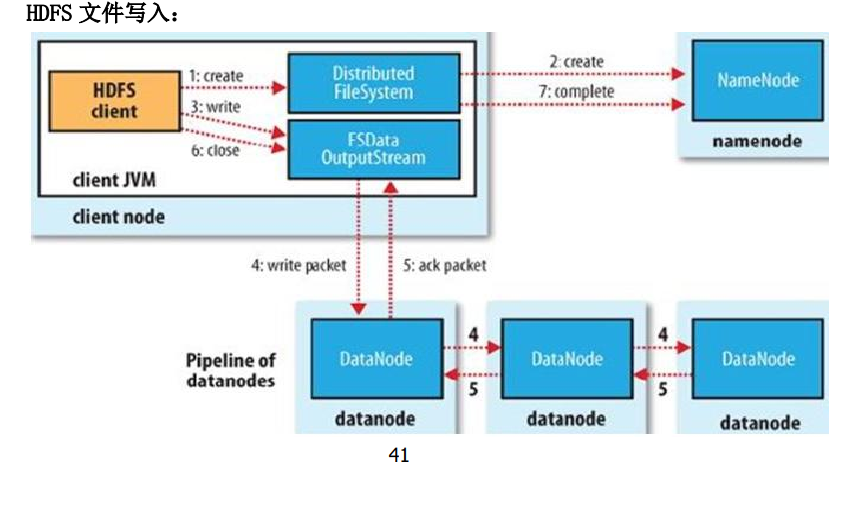 HDFS 文件写入：
HDFS
client
1: create
3: write
6: close
Distributed
FileSystem
FSData
OutputStream
2: create
7: complete
NameNode
namenode
client JVM
client node
4: write packet
5: ack packet
Pipeline of
datanodes
DataNode
datanode
4
5
DataNode
datanode
4
5
DataNode
datanode
41